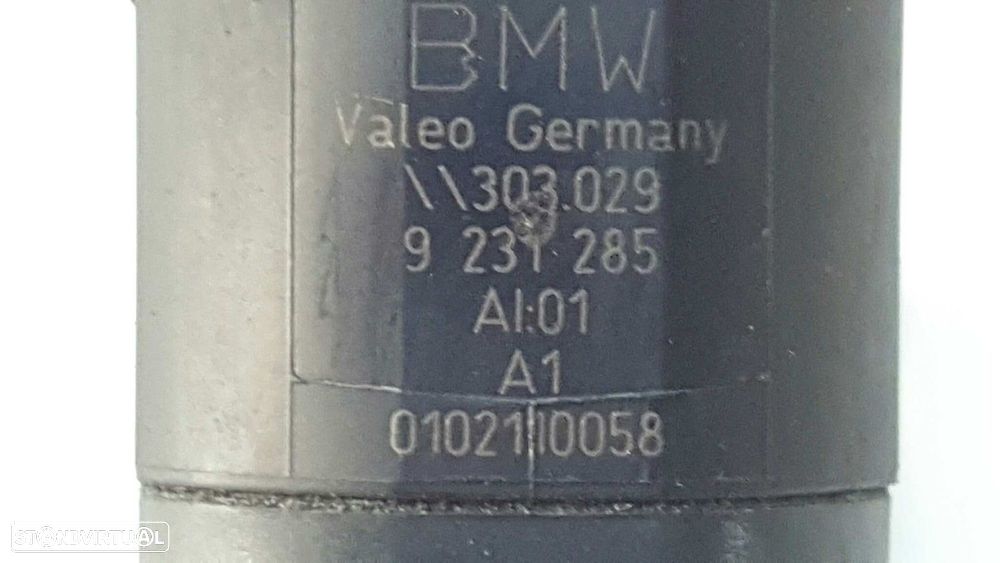 BMW
Valeo Germany
\\303.029
9 231 285
AI:01
A1
0102110058
STANDVIRTUAL